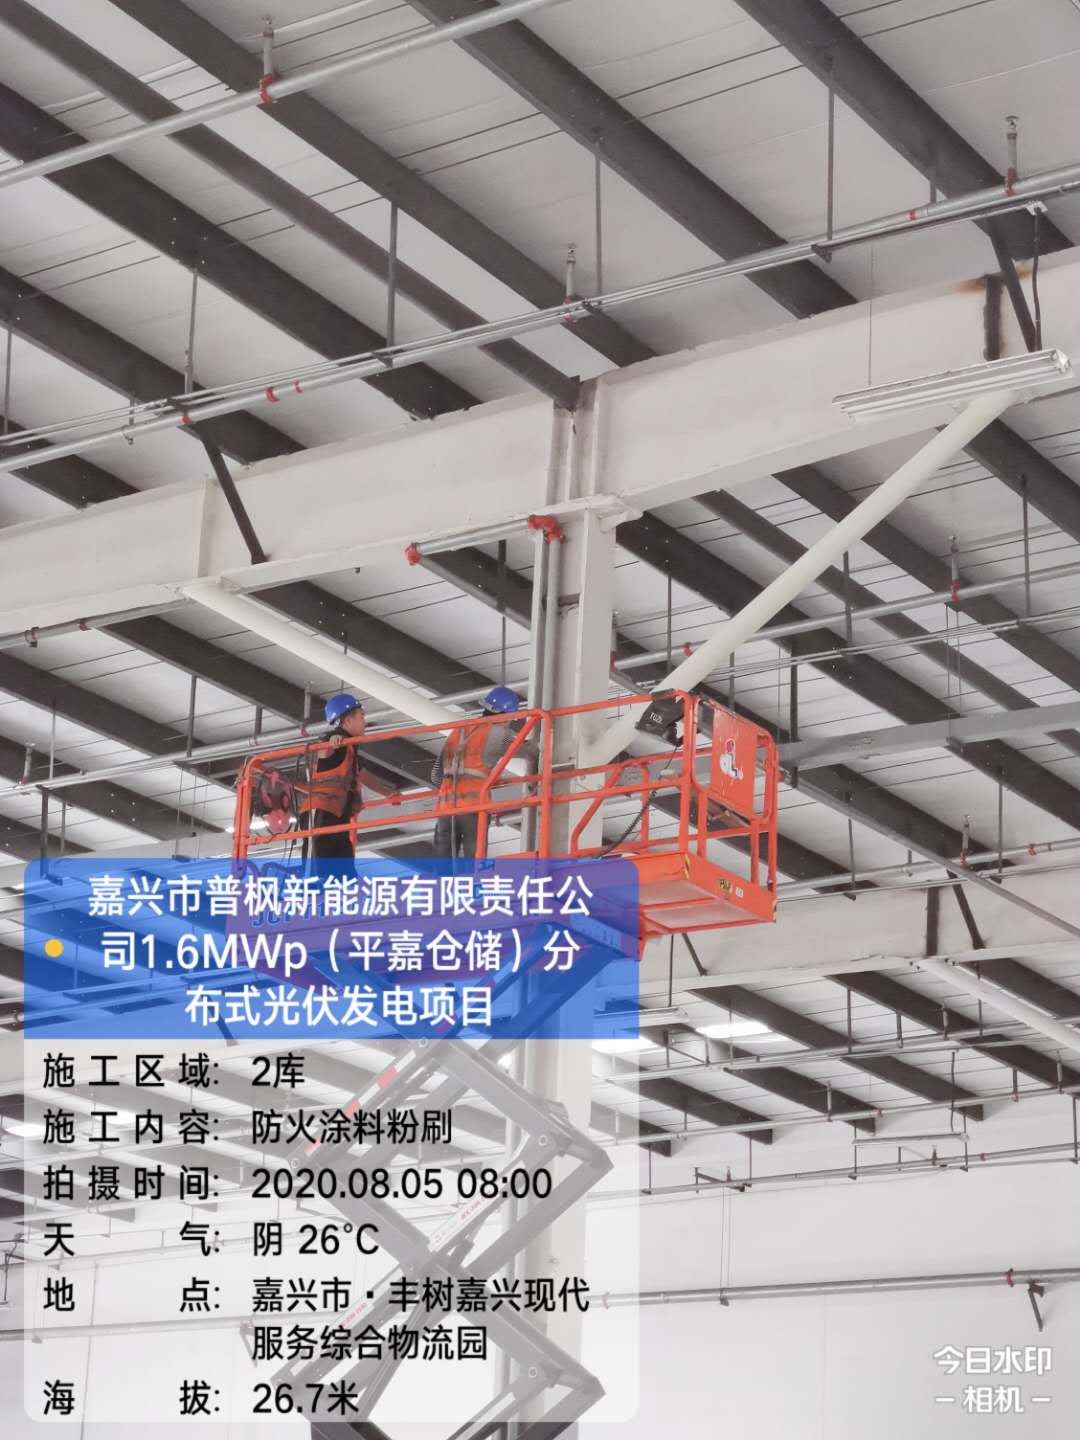 嘉兴市普枫新能源有限责任公
司1.6MWp（平嘉仓储）分
布式光伏发电项目
施工区域: 2库
施工内容: 防火涂料粉刷
拍摄时间: 2020.08.05 08:00
天气: 阴 26°C
地点: 嘉兴市·丰树嘉兴现代
服务综合物流园
海拔: 26.7米
今日水印
-相机-